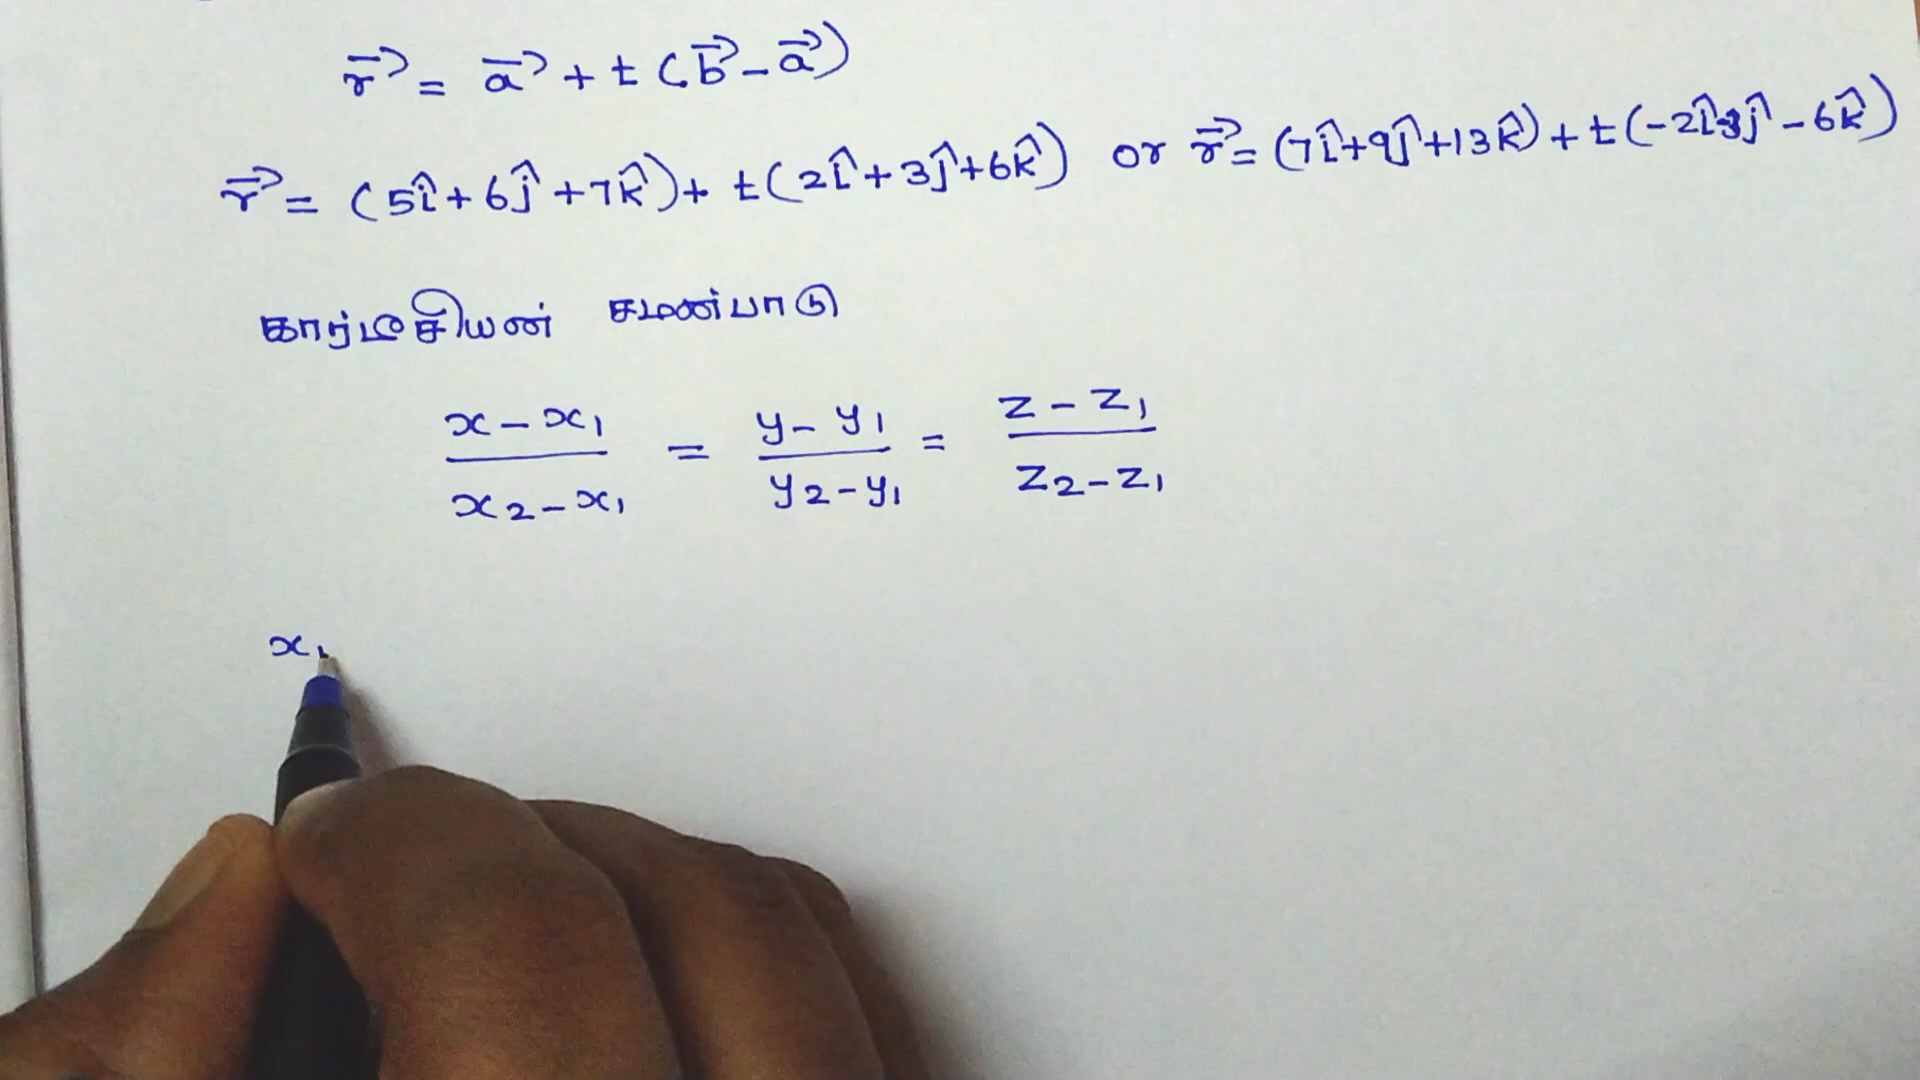 r⃗ = a⃗ + t (b⃗ - a⃗)
r⃗ = (5î + 6ĵ + 7k̂) + t (2î + 3ĵ + 6k̂) or r⃗ = (7î + 9ĵ + 13k̂) + t (-2î-3ĵ - 6k̂)
கார்டீசியன் சமன்பாடு
x - x₁ / x₂ - x₁ = y - y₁ / y₂ - y₁ = z - z₁ / z₂ - z₁
x₁